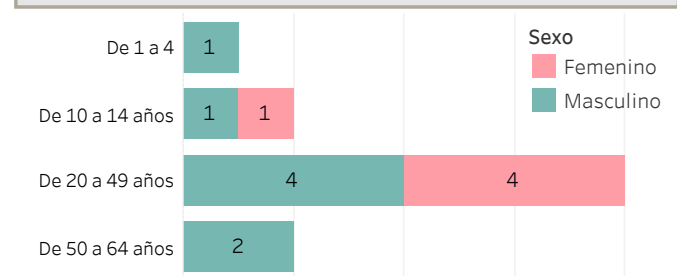 Sexo
Femenino
Masculino
De 1 a 4 1
De 10 a 14 años 1 1
De 20 a 49 años 4 4
De 50 a 64 años 2